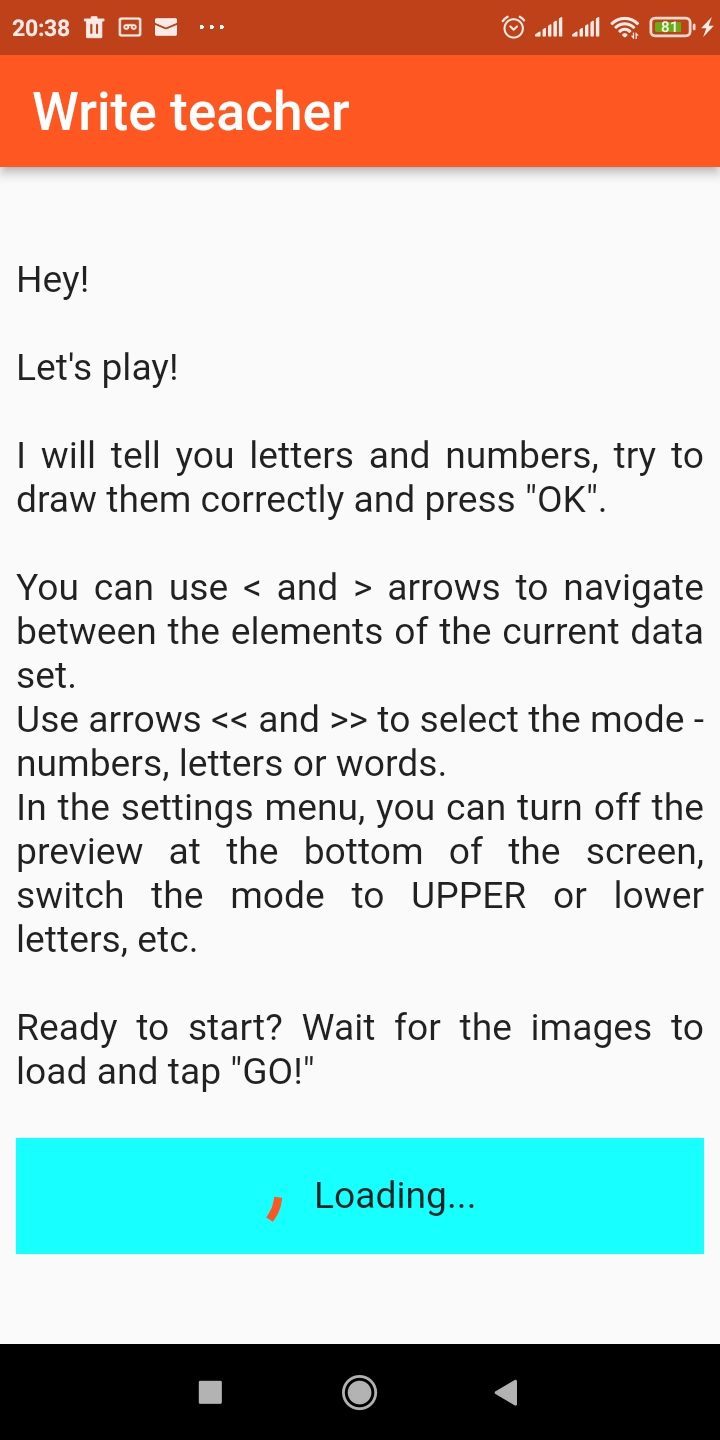 20:38
81
Write teacher
Hey!
Let's play!
I will tell you letters and numbers, try to
draw them correctly and press "OK".
You can use < and > arrows to navigate
between the elements of the current data
set.
Use arrows << and >> to select the mode -
numbers, letters or words.
In the settings menu, you can turn off the
preview at the bottom of the screen,
switch the mode to UPPER or lower
letters, etc.
Ready to start? Wait for the images to
load and tap "GO!"
Loading...